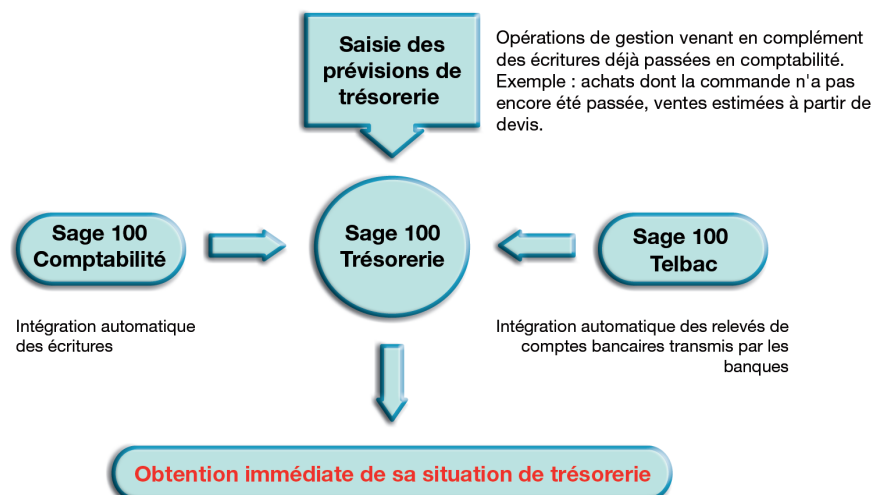 Saisie des
prévisions de
trésorerie
Opérations de gestion venant en complément
des écritures déjà passées en comptabilité.
Exemple : achats dont la commande n'a pas
encore été passée, ventes estimées à partir de
devis.
Sage 100
Comptabilité
Sage 100
Trésorerie
Sage 100
Telbac
Intégration automatique
des écritures
Intégration automatique des relevés de
comptes bancaires transmis par les
banques
Obtention immédiate de sa situation de trésorerie